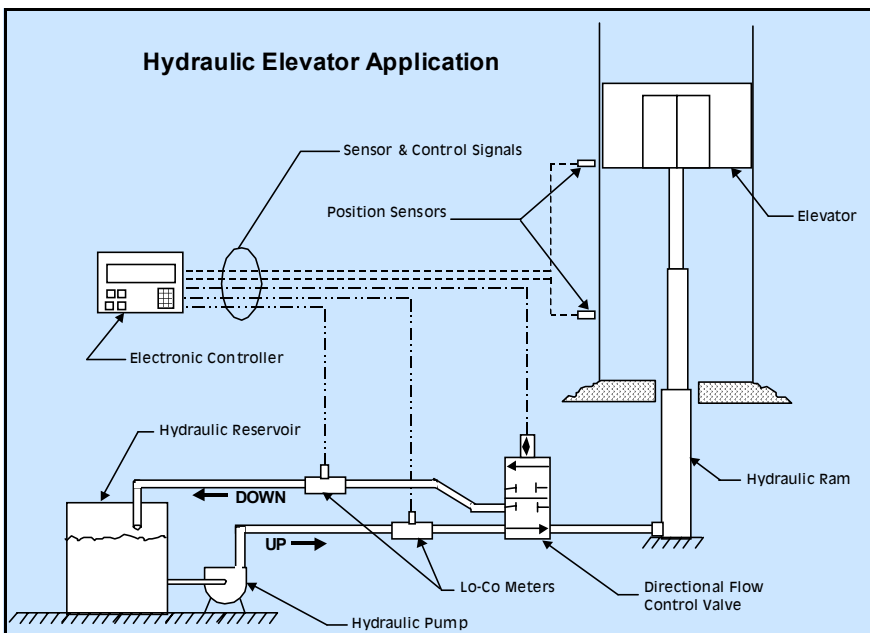 Hydraulic Elevator Application
Sensor & Control Signals
Position Sensors
Elevator
Electronic Controller
Hydraulic Reservoir
Hydraulic Ram
DOWN
UP
Lo-Co Meters
Directional Flow
Control Valve
Hydraulic Pump